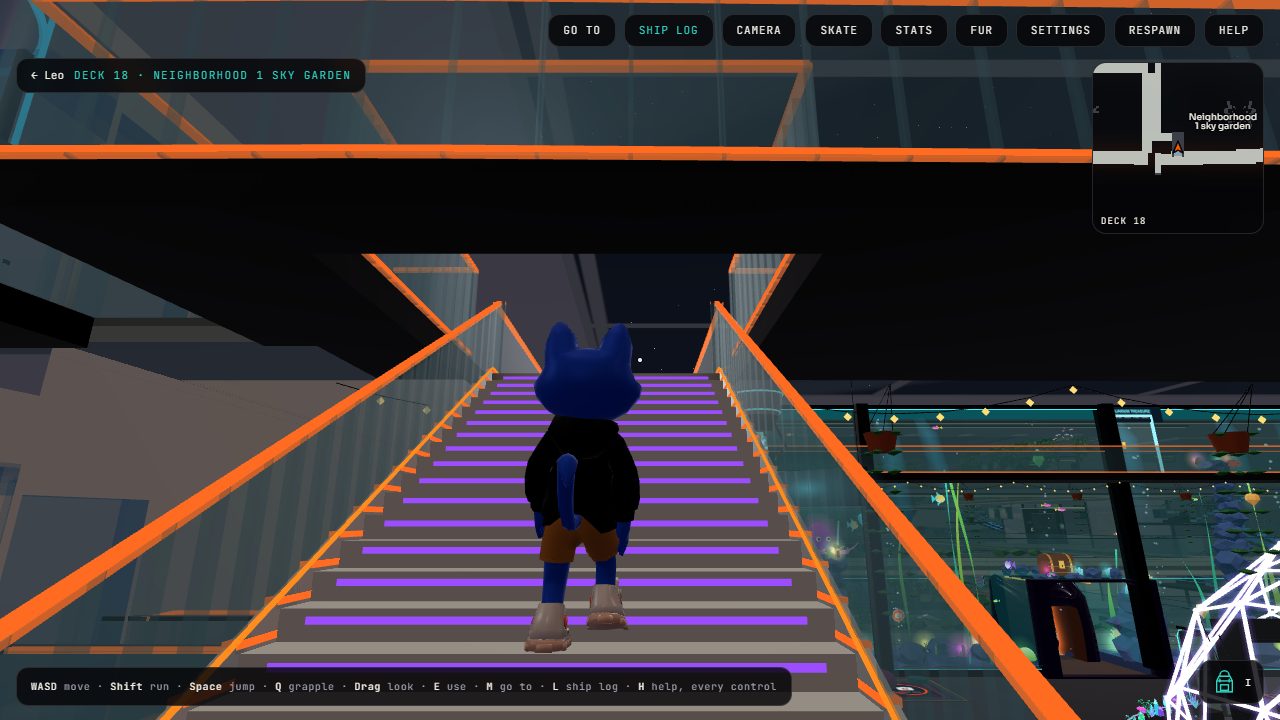 GO TO
SHIP LOG
CAMERA
SKATE
STATS
FUR
SETTINGS
RESPAWN
HELP
← Leo DECK 18 · NEIGHBORHOOD 1 SKY GARDEN
Neighborhood
1 sky garden
DECK 18
WASD move · Shift run · Space jump · Q grapple · Drag look · E use · M go to · L ship log · H help, every control
I